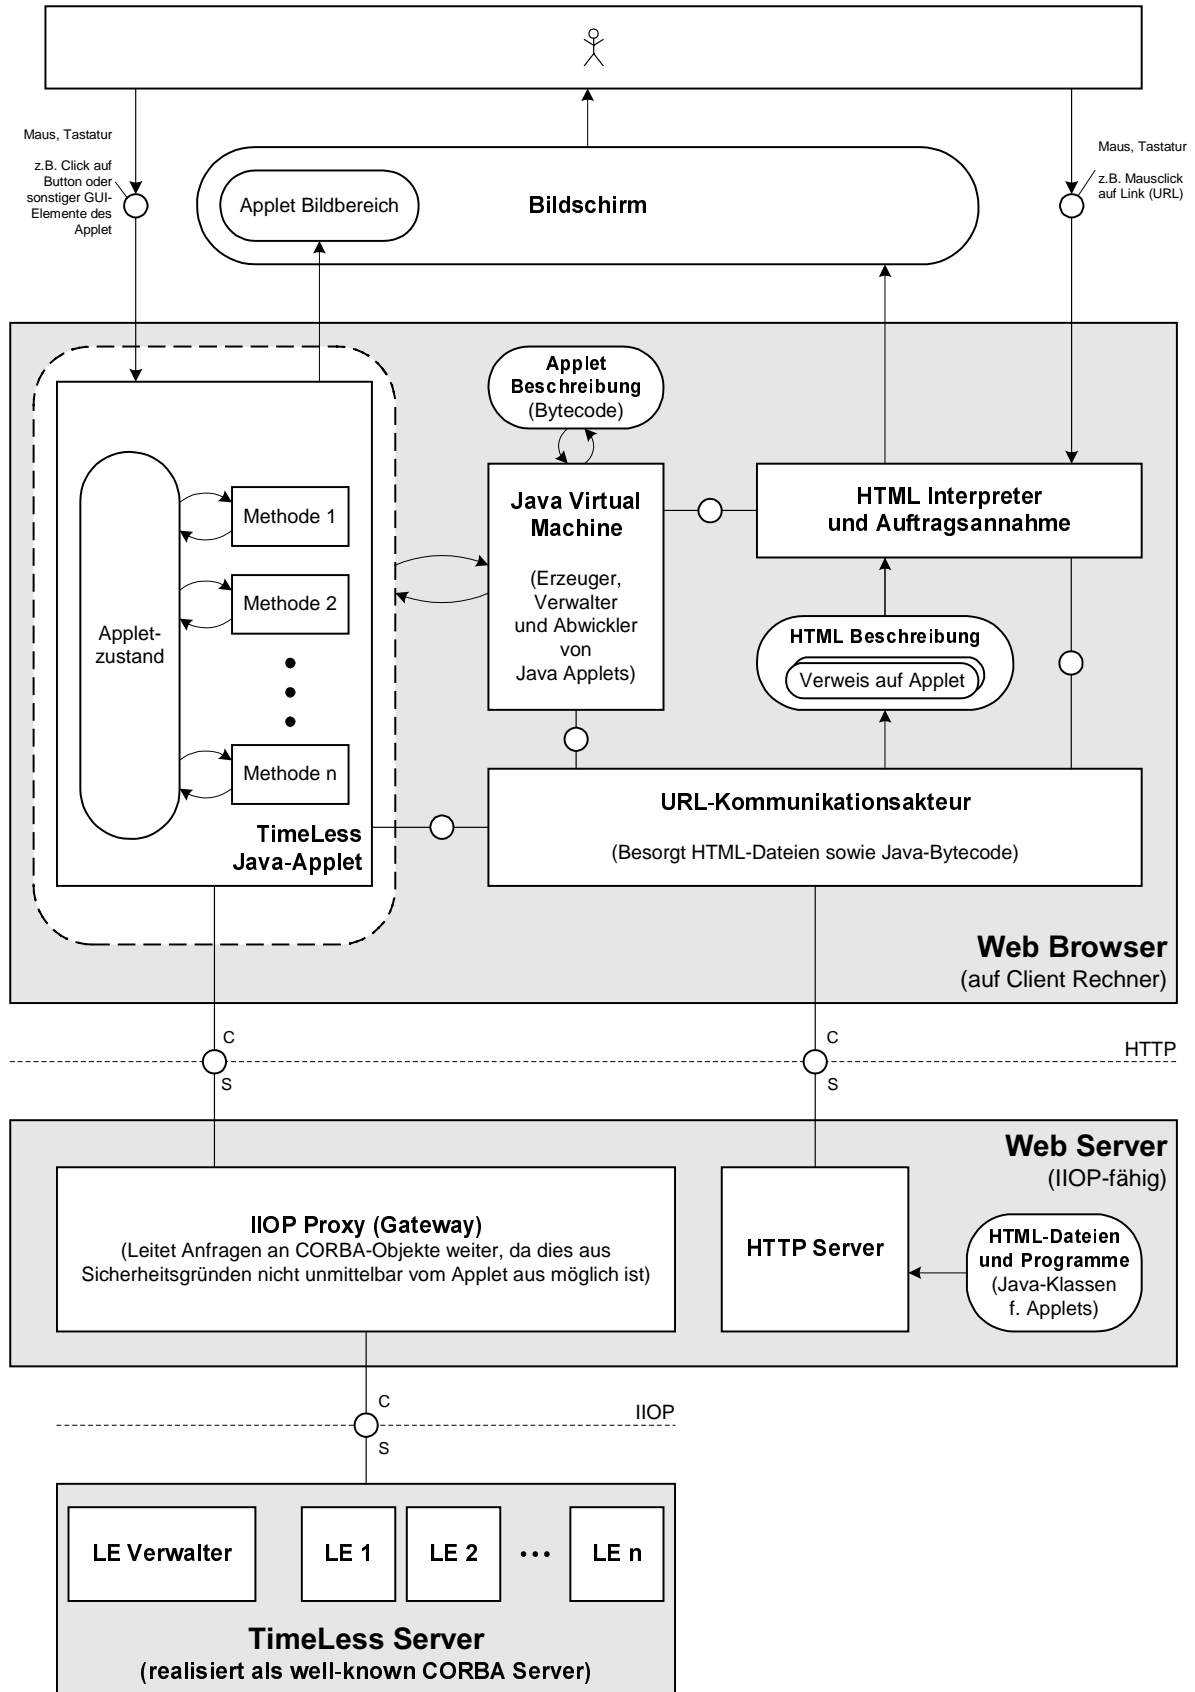 Maus, Tastatur
z.B. Click auf
Button oder
sonstiger GUI-
Elemente des
Applet
Maus, Tastatur
z.B. Mausclick
auf Link (URL)
Applet Bildbereich
Bildschirm
Applet
Beschreibung
(Bytecode)
Java Virtual
Machine
(Erzeuger,
Verwalter
und Abwickler
von
Java Applets)
HTML Interpreter
und Auftragsannahme
Applet-
zustand
Methode 1
Methode 2
Methode n
TimeLess
Java-Applet
HTML Beschreibung
Verweis auf Applet
URL-Kommunikationsakteur
(Besorgt HTML-Dateien sowie Java-Bytecode)
Web Browser
(auf Client Rechner)
C
S
C
S
HTTP
Web Server
(IIOP-fähig)
IIOP Proxy (Gateway)
(Leitet Anfragen an CORBA-Objekte weiter, da dies aus
Sicherheitsgründen nicht unmittelbar vom Applet aus möglich ist)
HTTP Server
HTML-Dateien
und Programme
(Java-Klassen
f. Applets)
C
S
IIOP
LE Verwalter
LE 1
LE 2
...
LE n
TimeLess Server
(realisiert als well-known CORBA Server)